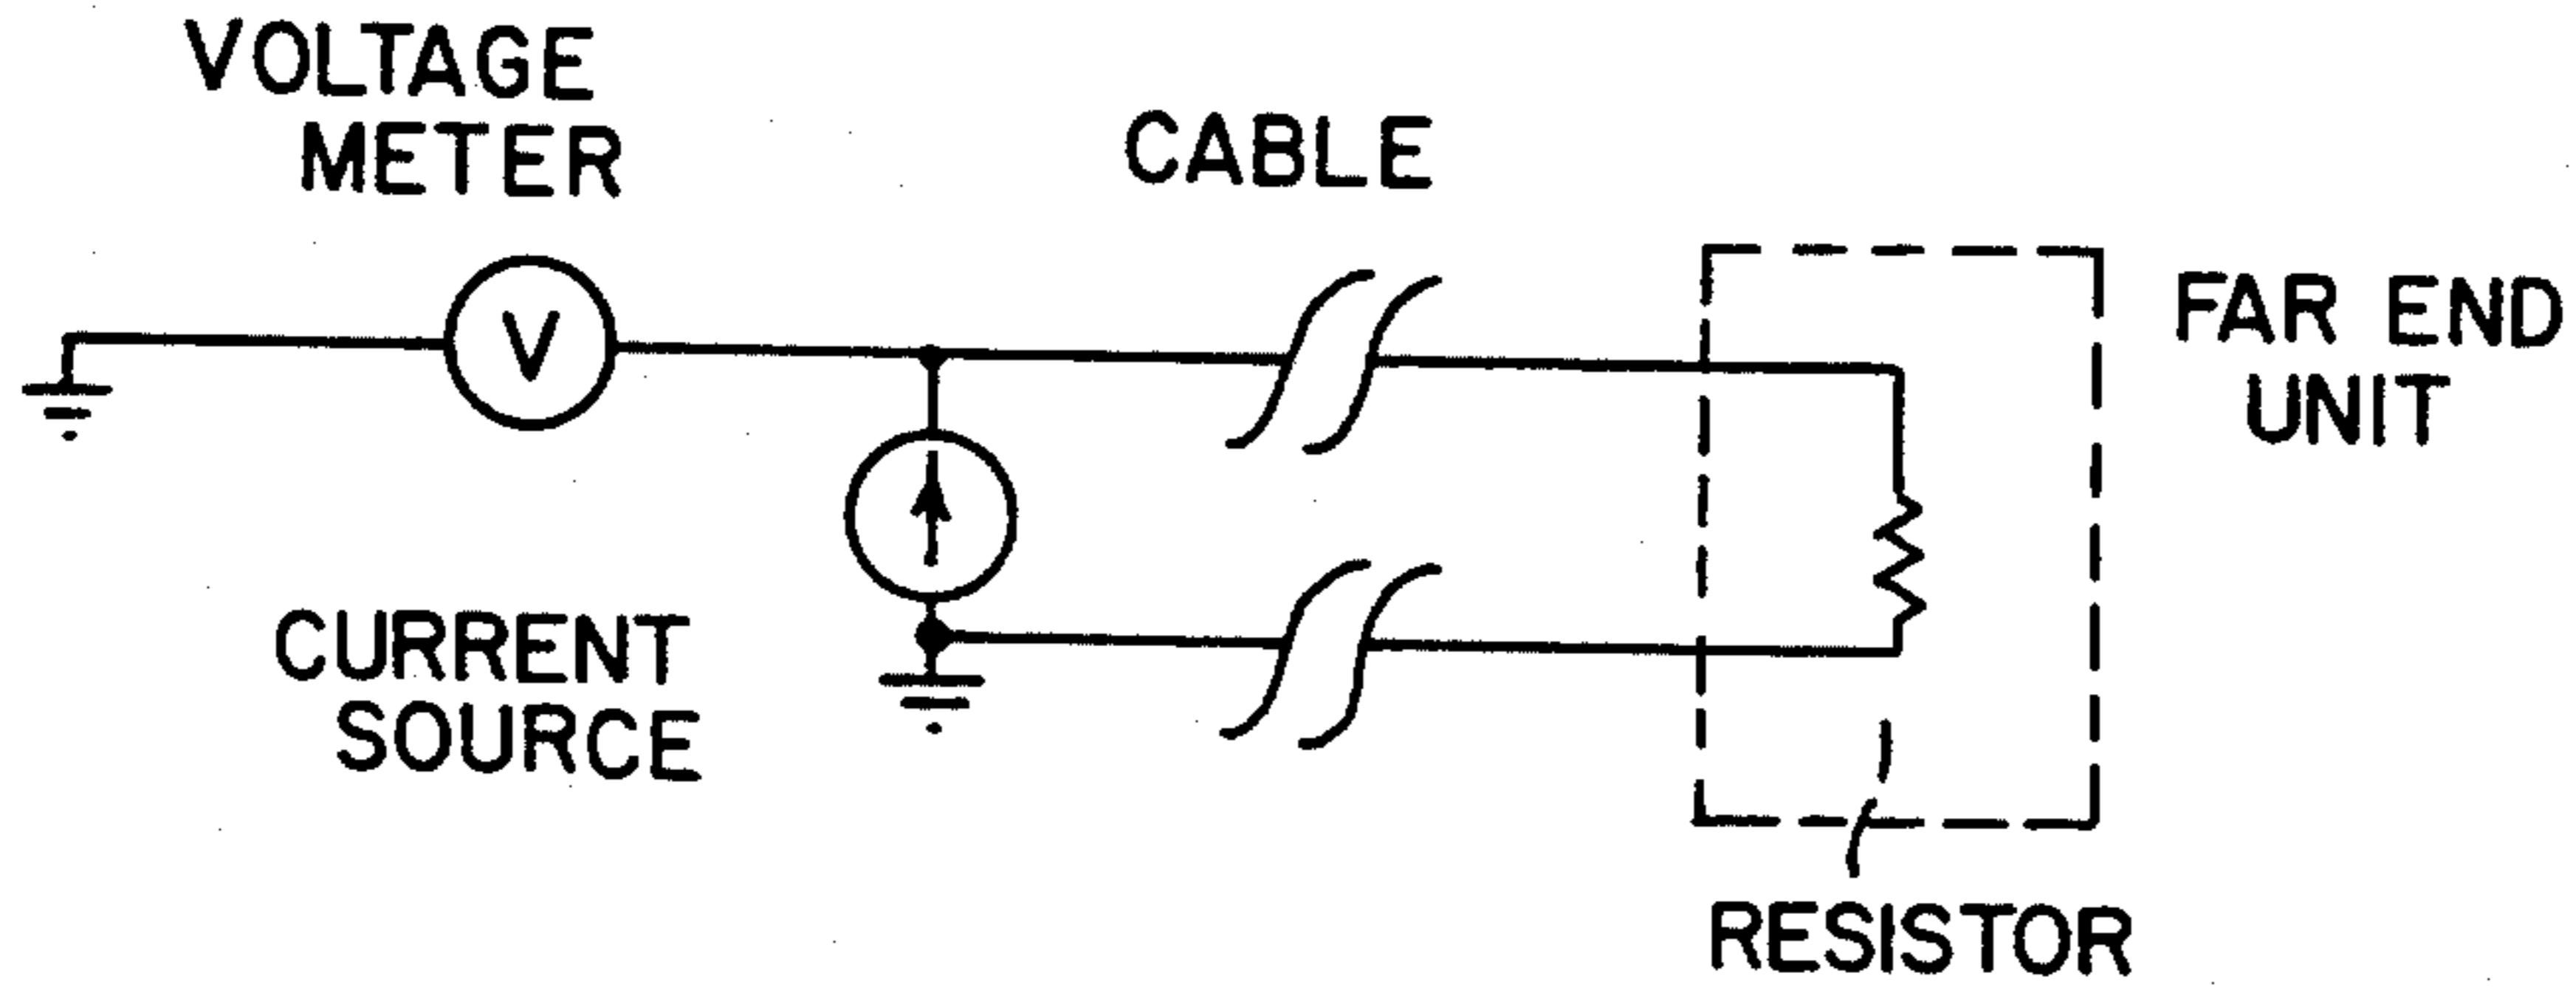 VOLTAGE
METER
CABLE
FAR END
UNIT
V
CURRENT
SOURCE
RESISTOR